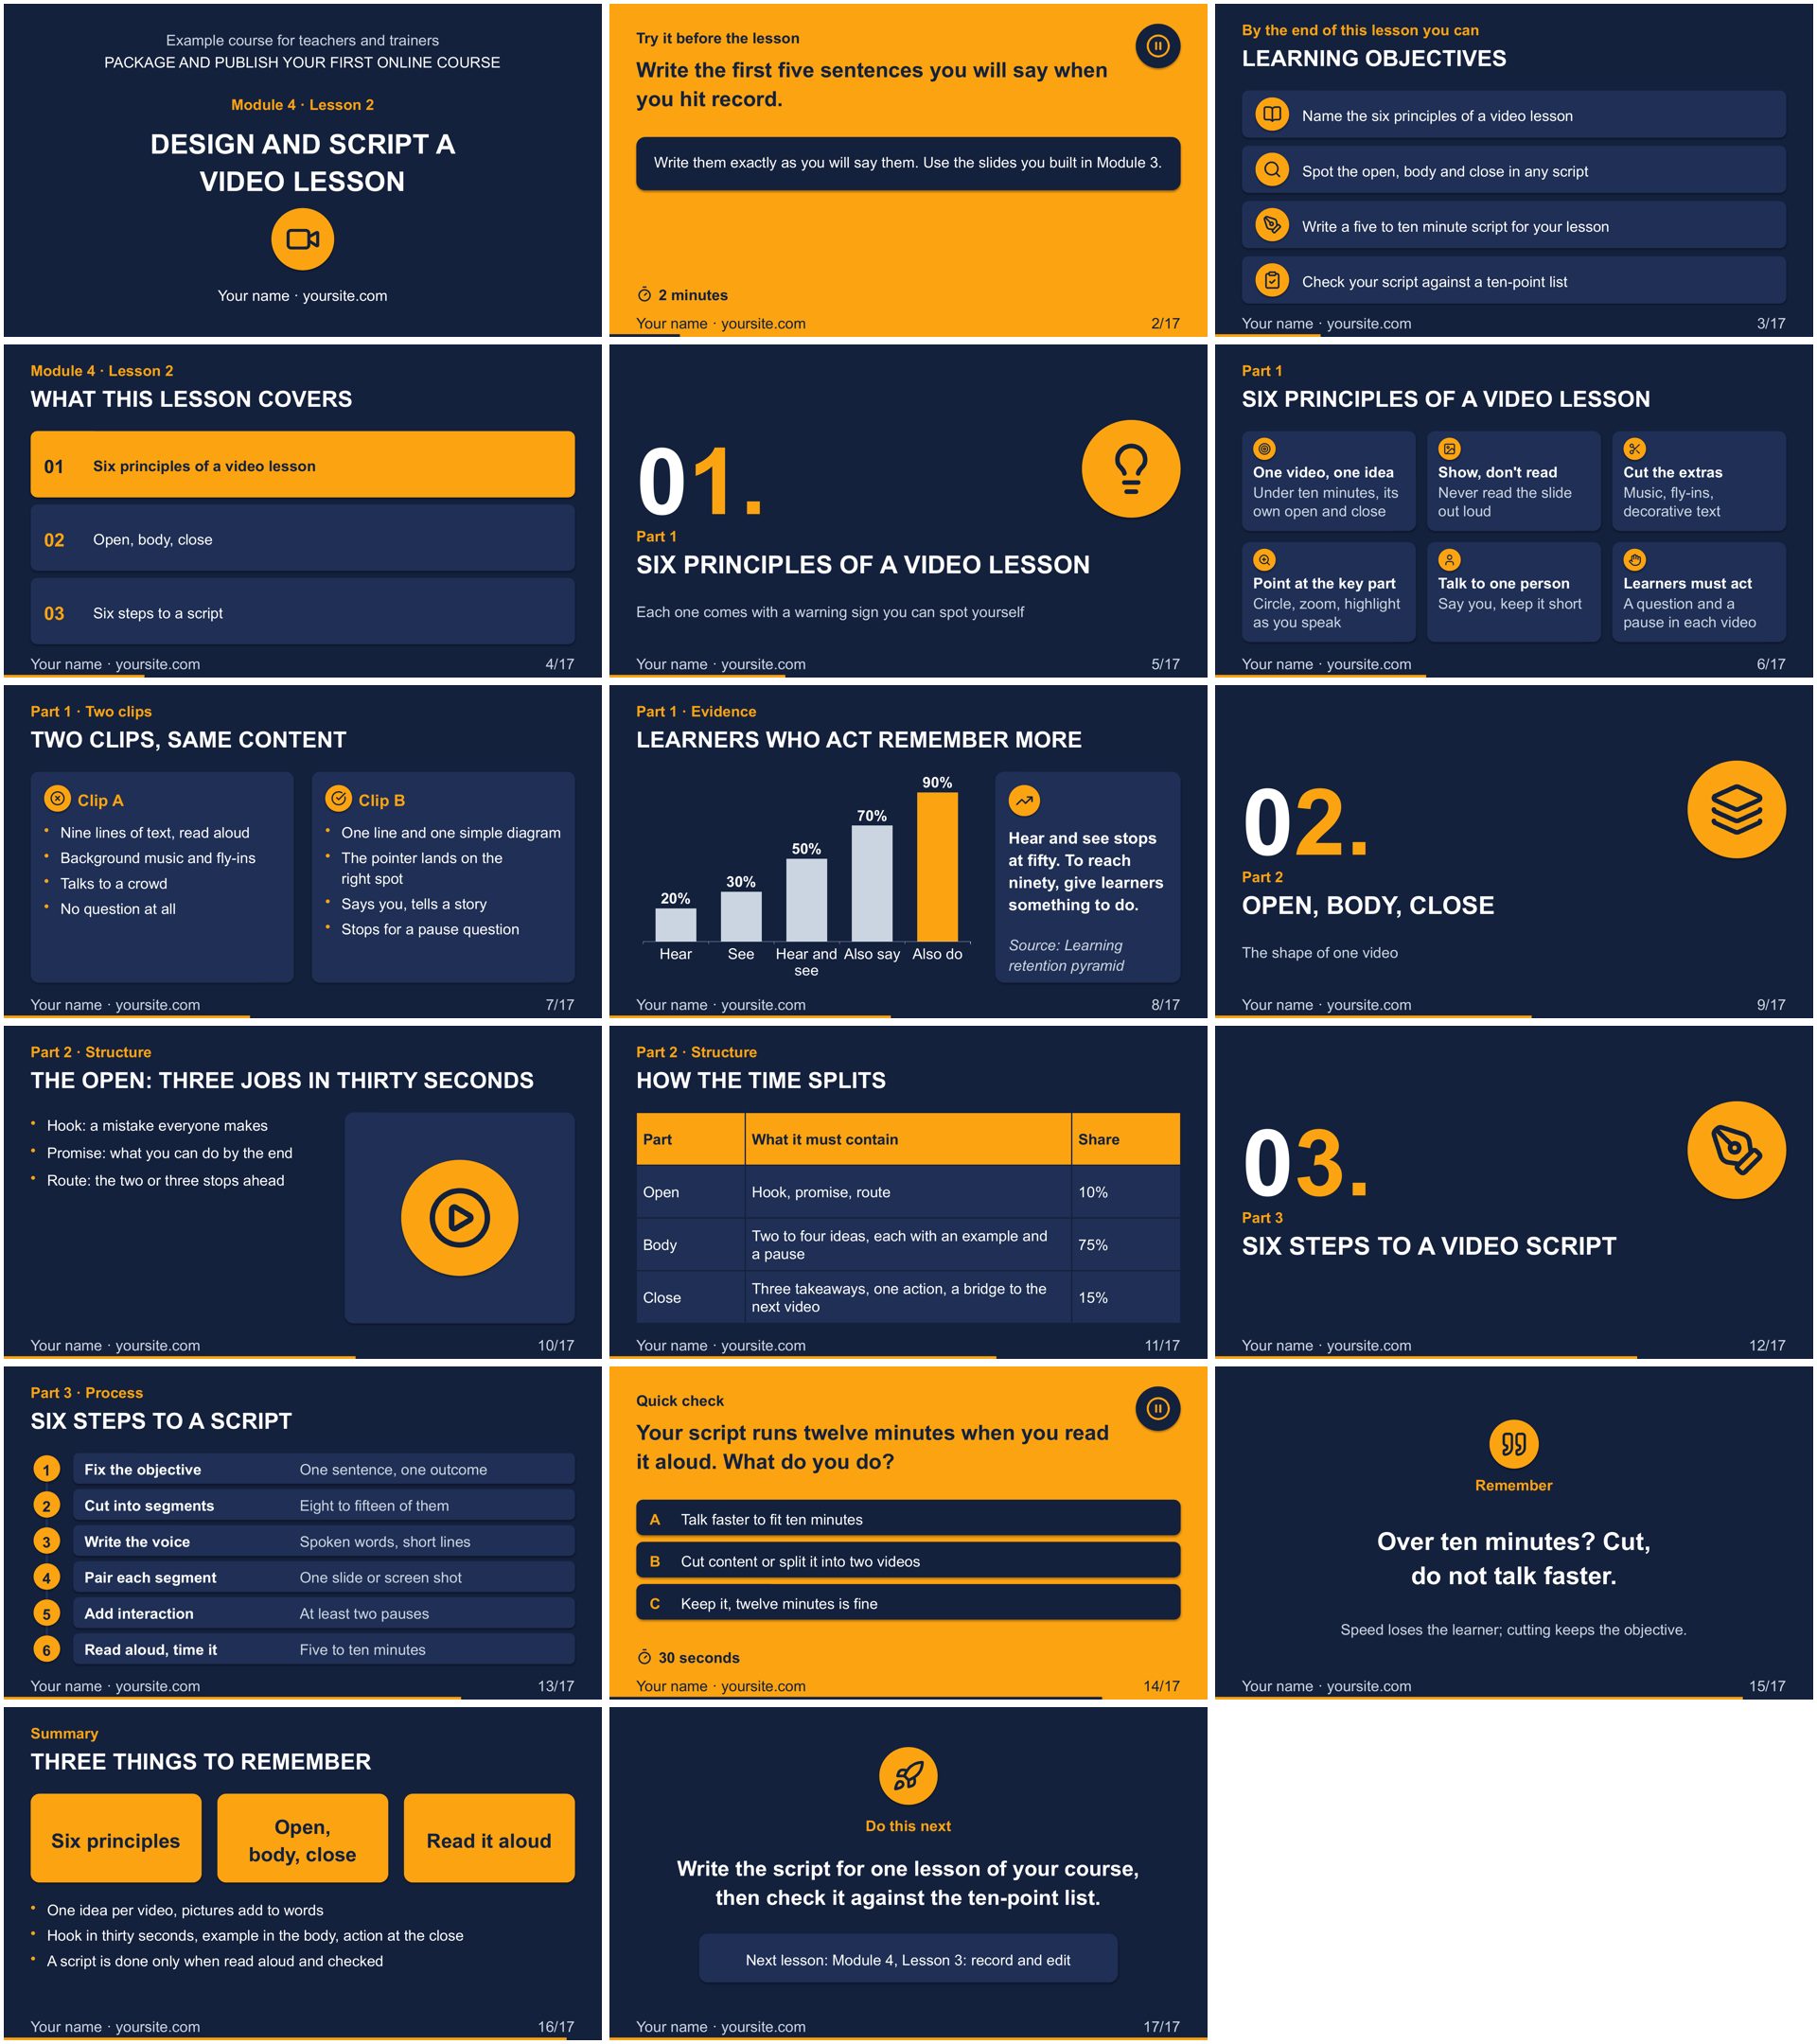 Example course for teachers and trainers
PACKAGE AND PUBLISH YOUR FIRST ONLINE COURSE
Module 4 · Lesson 2
DESIGN AND SCRIPT A
VIDEO LESSON
Your name · yoursite.com
Try it before the lesson
Write the first five sentences you will say when
you hit record.
Write them exactly as you will say them. Use the slides you built in Module 3.
2 minutes
Your name · yoursite.com
2/17
By the end of this lesson you can
LEARNING OBJECTIVES
Name the six principles of a video lesson
Spot the open, body and close in any script
Write a five to ten minute script for your lesson
Check your script against a ten-point list
Your name · yoursite.com
3/17
Module 4 · Lesson 2
WHAT THIS LESSON COVERS
01 Six principles of a video lesson
02 Open, body, close
03 Six steps to a script
Your name · yoursite.com
4/17
01.
Part 1
SIX PRINCIPLES OF A VIDEO LESSON
Each one comes with a warning sign you can spot yourself
Your name · yoursite.com
5/17
Part 1
SIX PRINCIPLES OF A VIDEO LESSON
One video, one idea
Under ten minutes, its
own open and close
Show, don't read
Never read the slide
out loud
Cut the extras
Music, fly-ins,
decorative text
Point at the key part
Circle, zoom, highlight
as you speak
Talk to one person
Say you, keep it short
Learners must act
A question and a
pause in each video
Your name · yoursite.com
6/17
Part 1 · Two clips
TWO CLIPS, SAME CONTENT
Clip A
• Nine lines of text, read aloud
• Background music and fly-ins
• Talks to a crowd
• No question at all
Clip B
• One line and one simple diagram
• The pointer lands on the
right spot
• Says you, tells a story
• Stops for a pause question
Your name · yoursite.com
7/17
Part 1 · Evidence
LEARNERS WHO ACT REMEMBER MORE
20%
30%
50%
70%
90%
Hear
See
Hear and
see
Also say
Also do
Hear and see stops
at fifty. To reach
ninety, give learners
something to do.
Source: Learning
retention pyramid
Your name · yoursite.com
8/17
02.
Part 2
OPEN, BODY, CLOSE
The shape of one video
Your name · yoursite.com
9/17
Part 2 · Structure
THE OPEN: THREE JOBS IN THIRTY SECONDS
• Hook: a mistake everyone makes
• Promise: what you can do by the end
• Route: the two or three stops ahead
Your name · yoursite.com
10/17
Part 2 · Structure
HOW THE TIME SPLITS
Part What it must contain Share
Open Hook, promise, route 10%
Body Two to four ideas, each with an example and
a pause 75%
Close Three takeaways, one action, a bridge to the
next video 15%
Your name · yoursite.com
11/17
03.
Part 3
SIX STEPS TO A VIDEO SCRIPT
Your name · yoursite.com
12/17
Part 3 · Process
SIX STEPS TO A SCRIPT
1 Fix the objective One sentence, one outcome
2 Cut into segments Eight to fifteen of them
3 Write the voice Spoken words, short lines
4 Pair each segment One slide or screen shot
5 Add interaction At least two pauses
6 Read aloud, time it Five to ten minutes
Your name · yoursite.com
13/17
Quick check
Your script runs twelve minutes when you read
it aloud. What do you do?
A Talk faster to fit ten minutes
B Cut content or split it into two videos
C Keep it, twelve minutes is fine
30 seconds
Your name · yoursite.com
14/17
Remember
Over ten minutes? Cut,
do not talk faster.
Speed loses the learner; cutting keeps the objective.
Your name · yoursite.com
15/17
Summary
THREE THINGS TO REMEMBER
Six principles
Open,
body, close
Read it aloud
• One idea per video, pictures add to words
• Hook in thirty seconds, example in the body, action at the close
• A script is done only when read aloud and checked
Your name · yoursite.com
16/17
Do this next
Write the script for one lesson of your course,
then check it against the ten-point list.
Next lesson: Module 4, Lesson 3: record and edit
Your name · yoursite.com
17/17